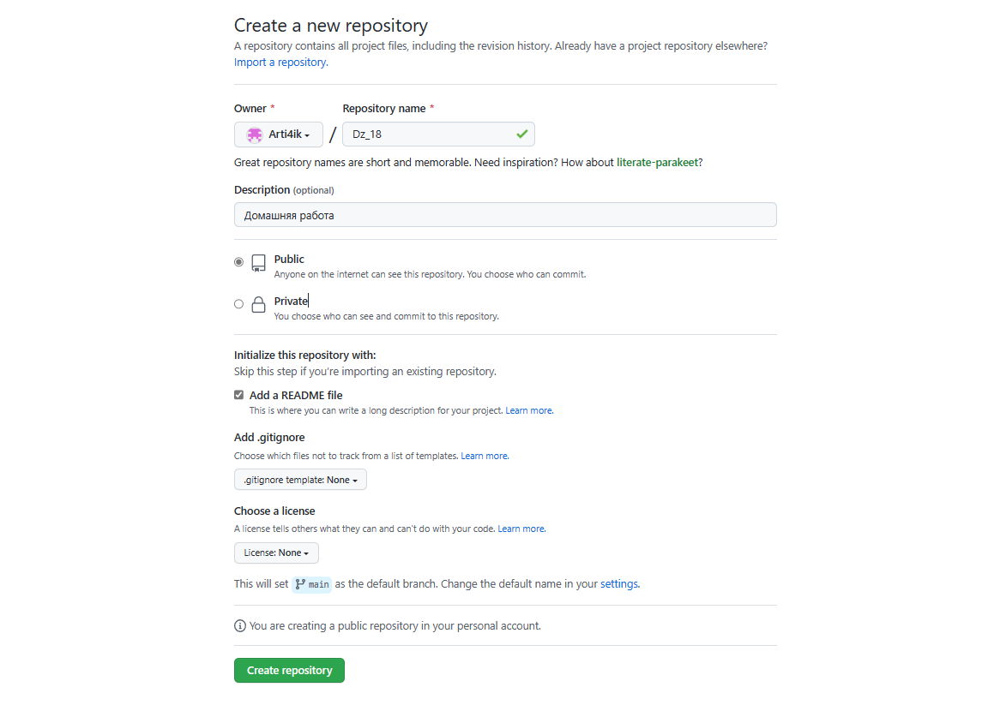 Create a new repository
A repository contains all project files, including the revision history. Already have a project repository elsewhere?
Import a repository.
Owner * Repository name *
Arti4ik / Dz_18
Great repository names are short and memorable. Need inspiration? How about literate-parakeet?
Description (optional)
Домашняя работа
Public
Anyone on the internet can see this repository. You choose who can commit.
Private
You choose who can see and commit to this repository.
Initialize this repository with:
Skip this step if you're importing an existing repository.
Add a README file
This is where you can write a long description for your project. Learn more.
Add .gitignore
Choose which files not to track from a list of templates. Learn more.
.gitignore template: None
Choose a license
A license tells others what they can and can't do with your code. Learn more.
License: None
This will set main as the default branch. Change the default name in your settings.
You are creating a public repository in your personal account.
Create repository